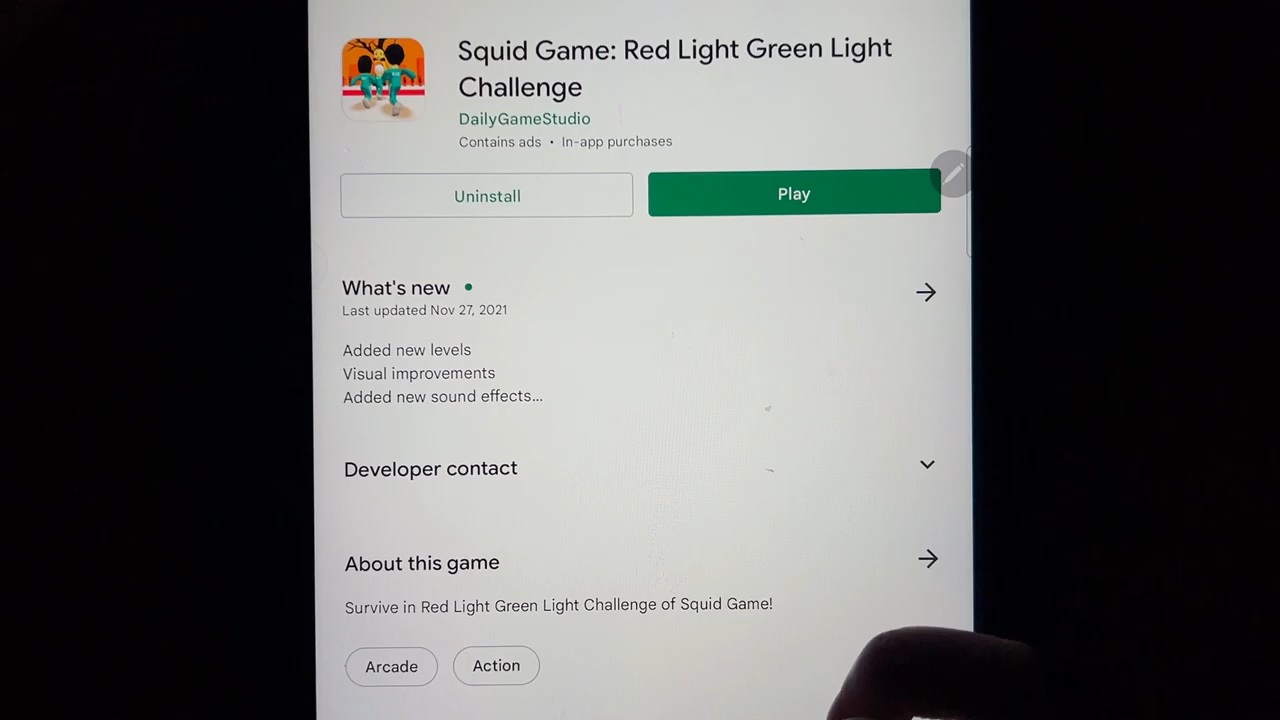 Squid Game: Red Light Green Light
Challenge
DailyGameStudio
Contains ads • In-app purchases
Uninstall
Play
What's new
Last updated Nov 27, 2021
Added new levels
Visual improvements
Added new sound effects...
Developer contact
About this game
Survive in Red Light Green Light Challenge of Squid Game!
Arcade
Action